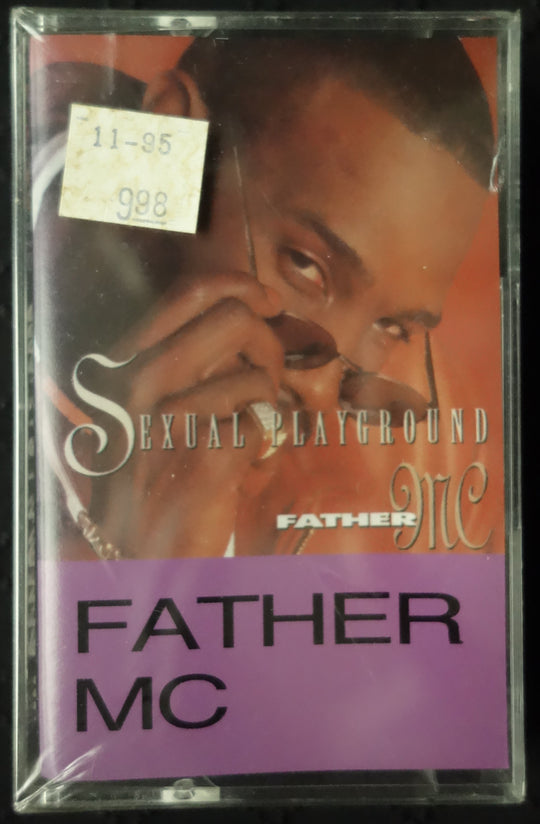 11-95
998
SEXUAL PLAYGROUND
FATHER MC
FATHER
MC